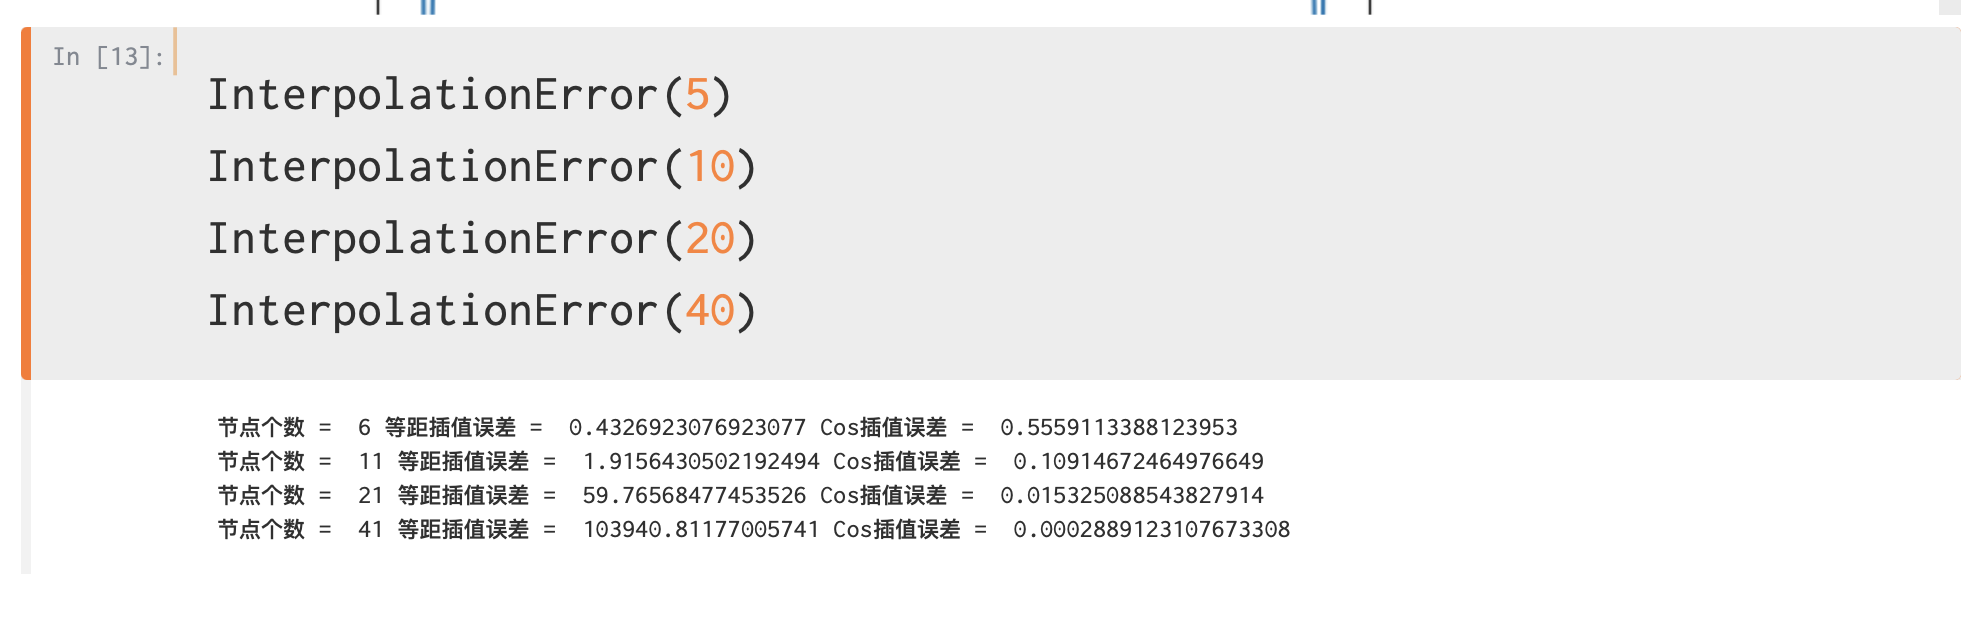 In [13]:
InterpolationError(5)
InterpolationError(10)
InterpolationError(20)
InterpolationError(40)
节点个数 = 6 等距插值误差 = 0.4326923076923077 Cos插值误差 = 0.5559113388123953
节点个数 = 11 等距插值误差 = 1.9156430502192494 Cos插值误差 = 0.10914672464976649
节点个数 = 21 等距插值误差 = 59.76568477453526 Cos插值误差 = 0.015325088543827914
节点个数 = 41 等距插值误差 = 103940.81177005741 Cos插值误差 = 0.0002889123107673308